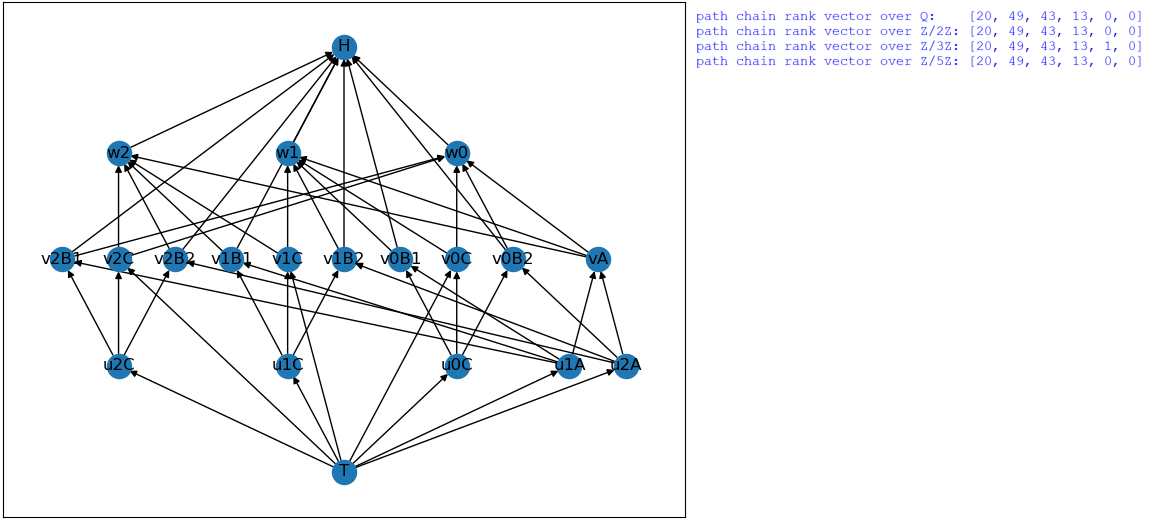 H
w2 w1 w0
v2B1 v2C v2B2 v1B1 v1C v1B2 v0B1 v0C v0B2 vA
u2C u1C u0C u1A u2A
T
path chain rank vector over Q:    [20, 49, 43, 13, 0, 0]
path chain rank vector over Z/2Z: [20, 49, 43, 13, 0, 0]
path chain rank vector over Z/3Z: [20, 49, 43, 13, 1, 0]
path chain rank vector over Z/5Z: [20, 49, 43, 13, 0, 0]